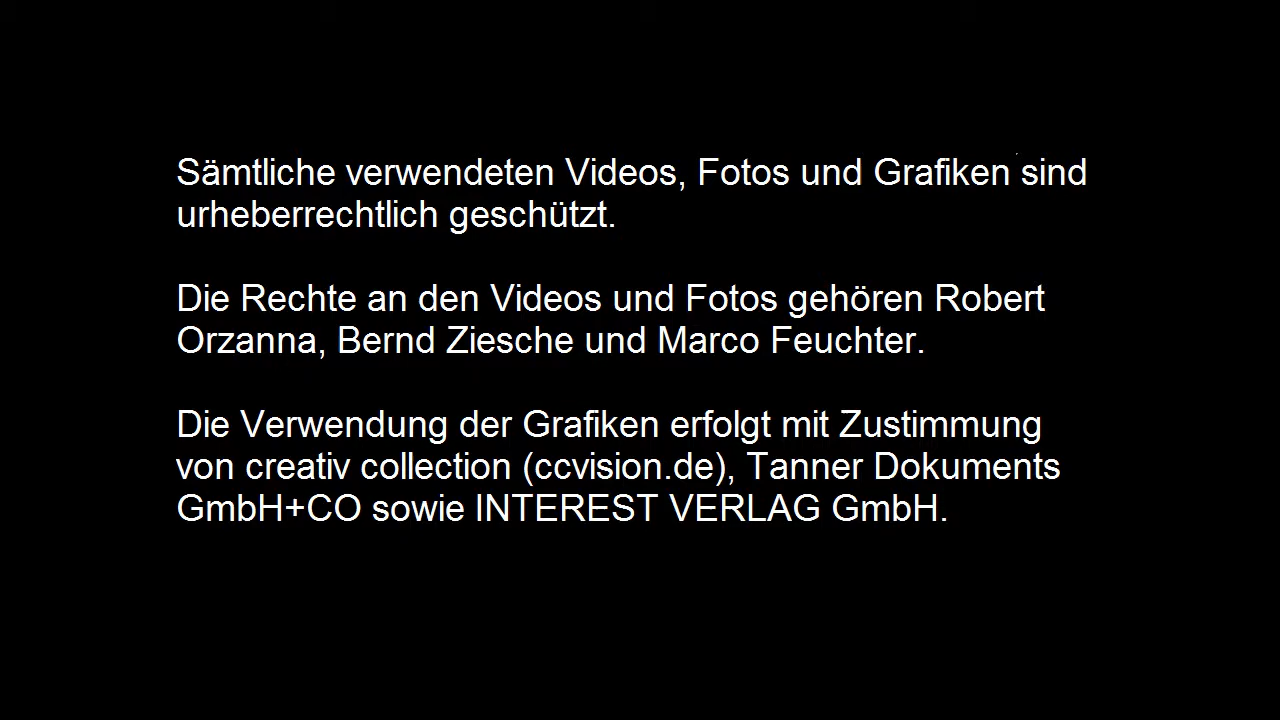 Sämtliche verwendeten Videos, Fotos und Grafiken sind
urheberrechtlich geschützt.
Die Rechte an den Videos und Fotos gehören Robert
Orzanna, Bernd Ziesche und Marco Feuchter.
Die Verwendung der Grafiken erfolgt mit Zustimmung
von creativ collection (ccvision.de), Tanner Dokuments
GmbH+CO sowie INTEREST VERLAG GmbH.